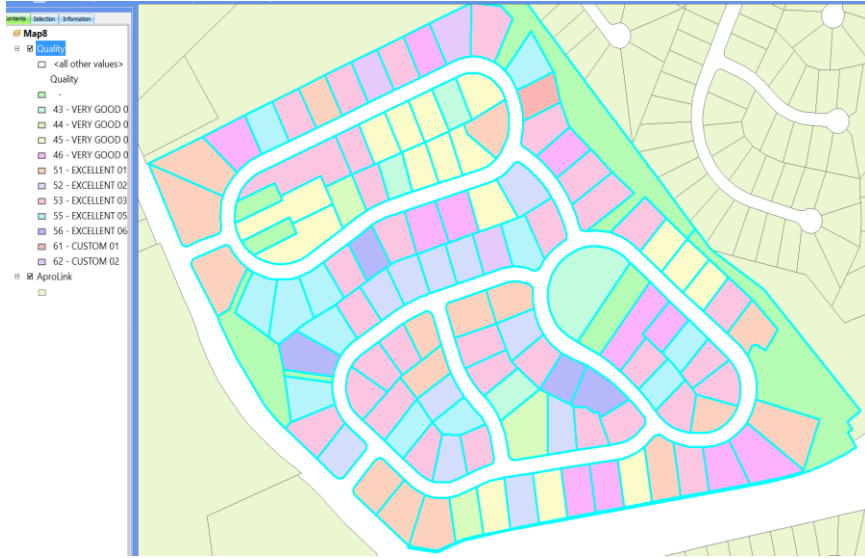 Contents Selection Information
Map8
Quality
<all other values>
Quality
-
43 - VERY GOOD 0
44 - VERY GOOD 0
45 - VERY GOOD 0
46 - VERY GOOD 0
51 - EXCELLENT 01
52 - EXCELLENT 02
53 - EXCELLENT 03
55 - EXCELLENT 05
56 - EXCELLENT 06
61 - CUSTOM 01
62 - CUSTOM 02
AproLink